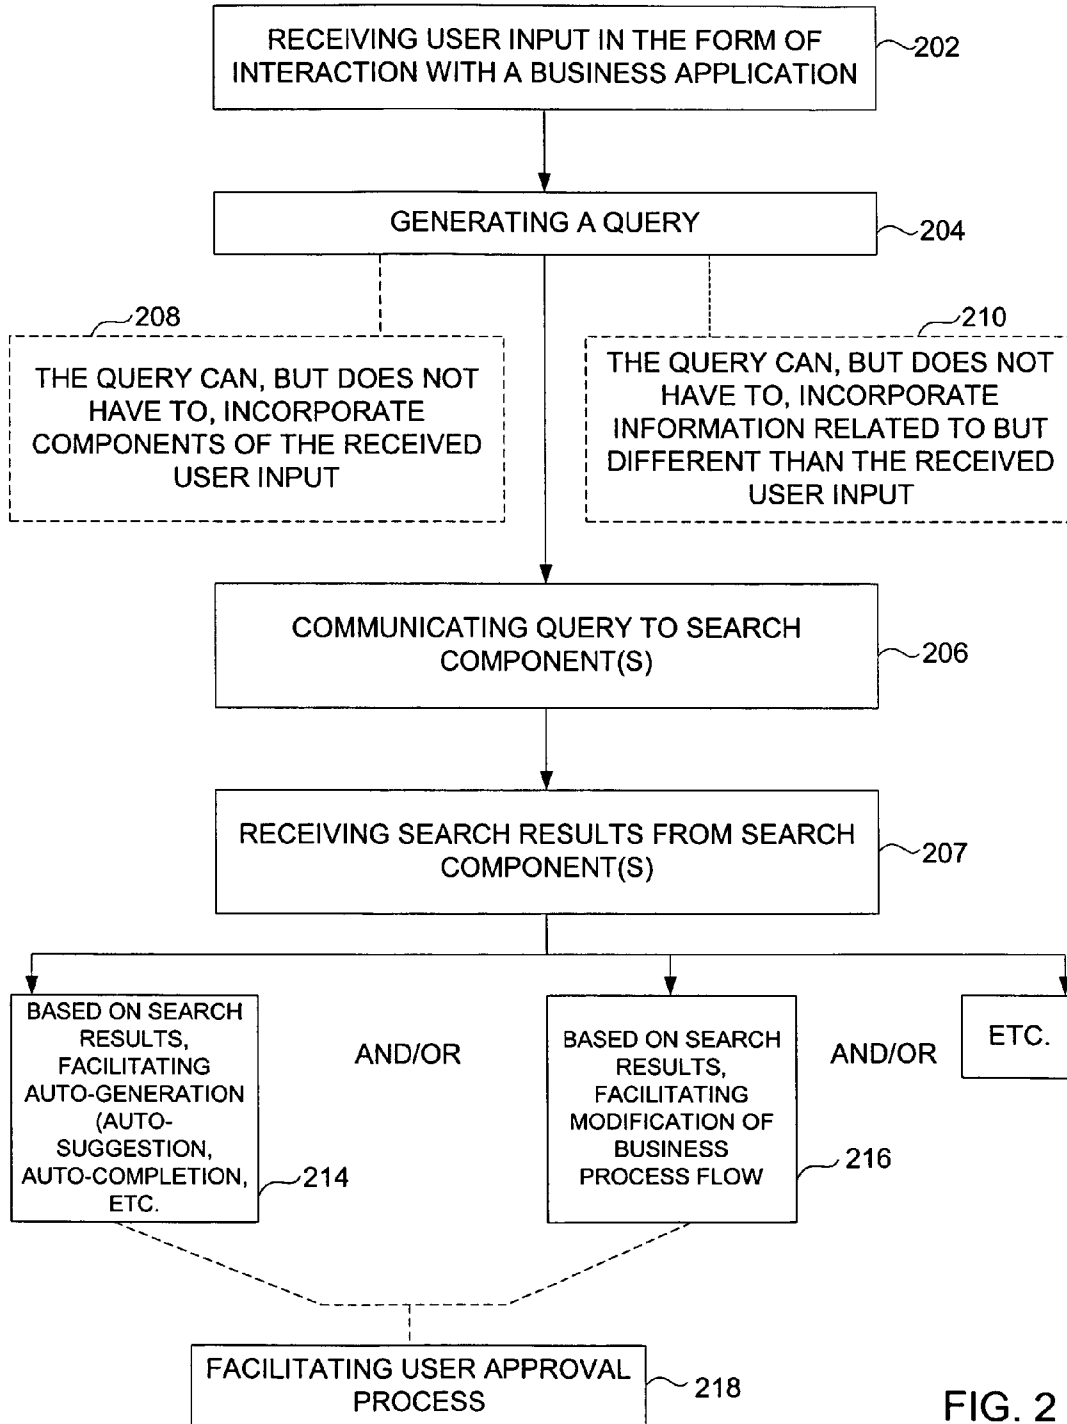 RECEIVING USER INPUT IN THE FORM OF
INTERACTION WITH A BUSINESS APPLICATION
202
GENERATING A QUERY
204
208
THE QUERY CAN, BUT DOES NOT
HAVE TO, INCORPORATE
COMPONENTS OF THE RECEIVED
USER INPUT
210
THE QUERY CAN, BUT DOES NOT
HAVE TO, INCORPORATE
INFORMATION RELATED TO BUT
DIFFERENT THAN THE RECEIVED
USER INPUT
COMMUNICATING QUERY TO SEARCH
COMPONENT(S)
206
RECEIVING SEARCH RESULTS FROM SEARCH
COMPONENT(S)
207
BASED ON SEARCH
RESULTS,
FACILITATING
AUTO-GENERATION
(AUTO-
SUGGESTION,
AUTO-COMPLETION,
ETC.
214
AND/OR
BASED ON SEARCH
RESULTS,
FACILITATING
MODIFICATION OF
BUSINESS
PROCESS FLOW
216
AND/OR
ETC.
FACILITATING USER APPROVAL
PROCESS
218
FIG. 2